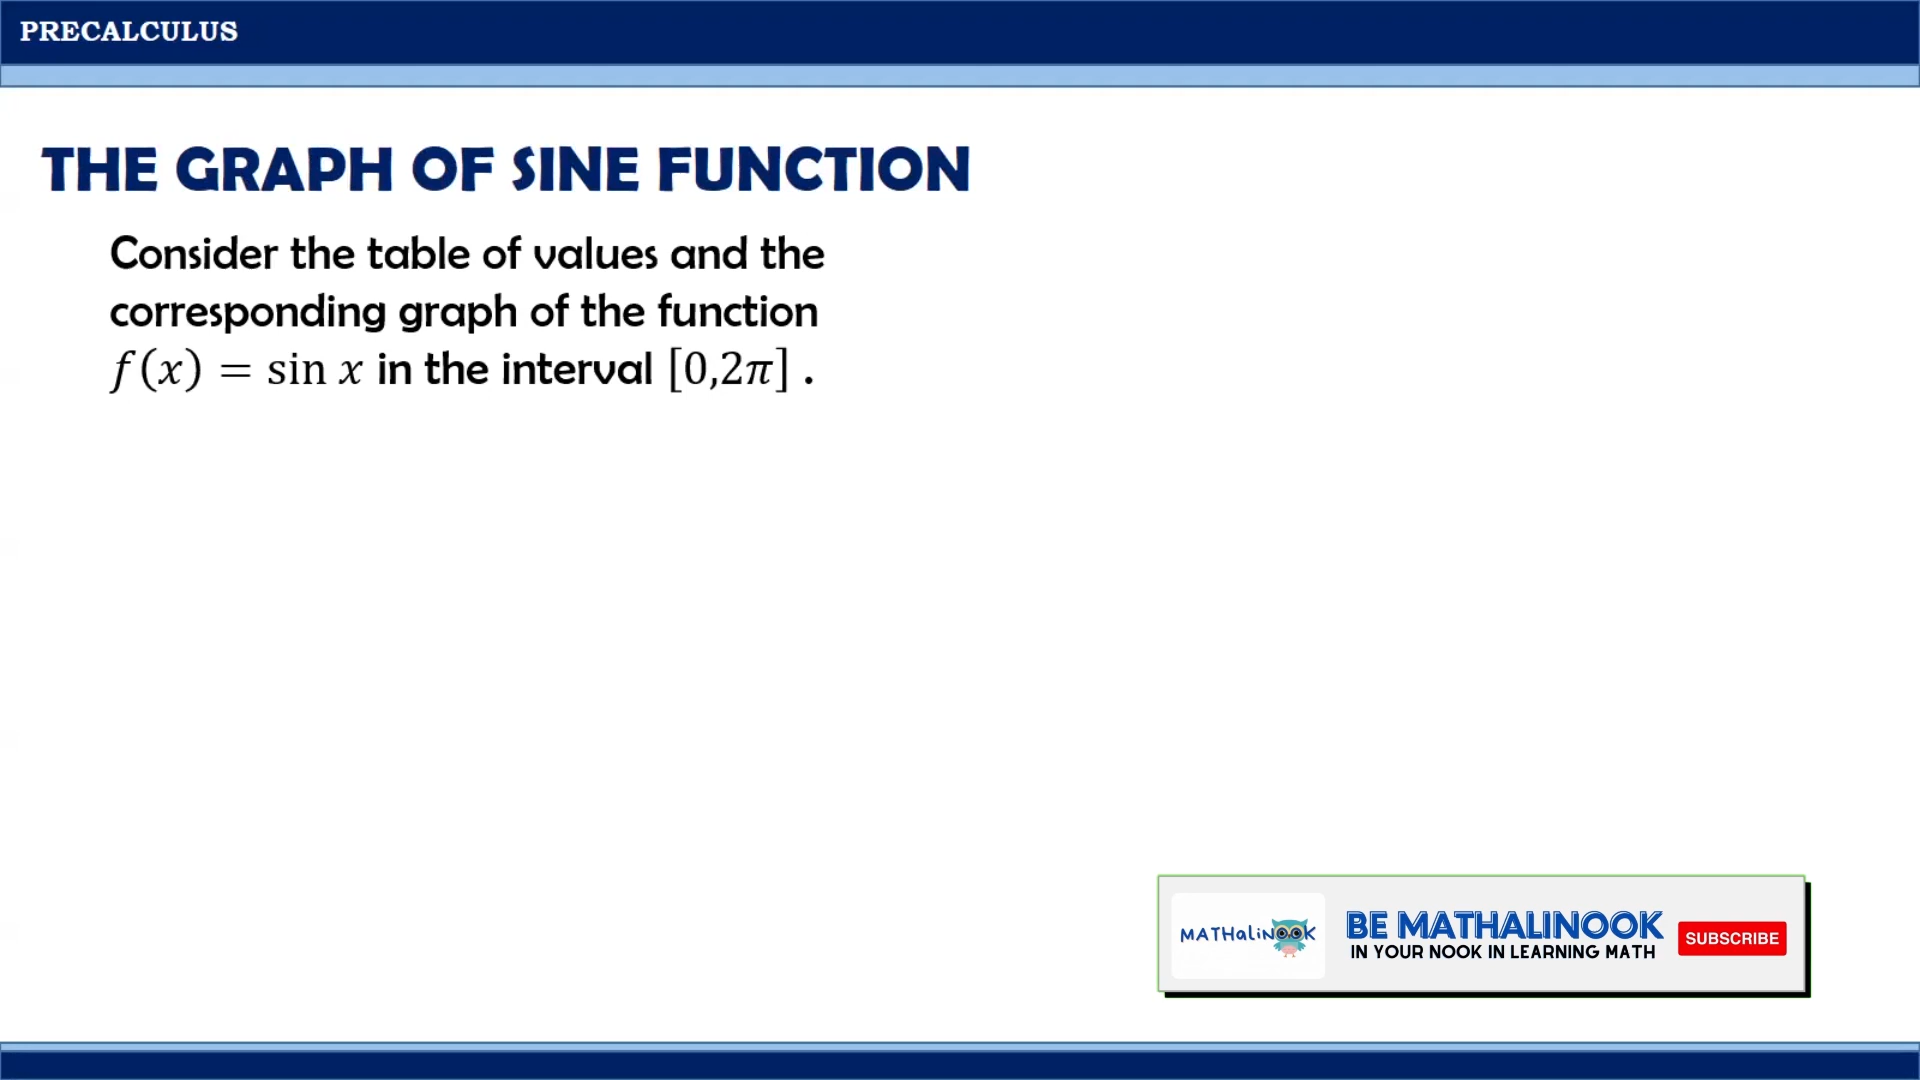 PRECALCULUS
THE GRAPH OF SINE FUNCTION
Consider the table of values and the
corresponding graph of the function
f(x) = sin x in the interval [0,2π] .
MATHaliNOOK
BE MATHALINOOK
IN YOUR NOOK IN LEARNING MATH
SUBSCRIBE